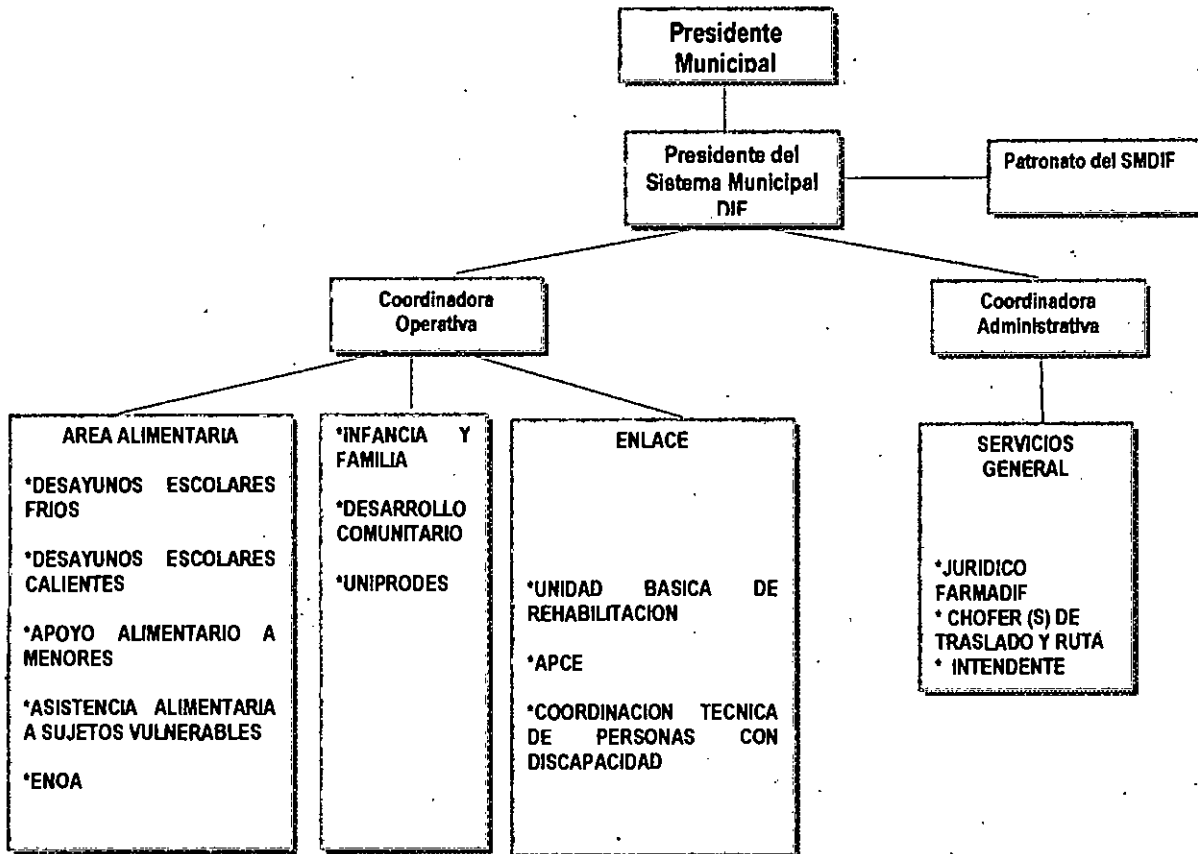 Presidente
Municipal
Presidente del
Sistema Municipal
DIF
Patronato del SMDIF
Coordinadora
Operativa
Coordinadora
Administrativa
AREA ALIMENTARIA
*DESAYUNOS ESCOLARES
FRIOS
*DESAYUNOS ESCOLARES
CALIENTES
*APOYO ALIMENTARIO A
MENORES
*ASISTENCIA ALIMENTARIA
A SUJETOS VULNERABLES
*ENOA
*INFANCIA Y
FAMILIA
*DESARROLLO
COMUNITARIO
*UNIPRODES
ENLACE
*UNIDAD BASICA DE
REHABILITACION
*APCE
*COORDINACION TECNICA
DE PERSONAS CON
DISCAPACIDAD
SERVICIOS
GENERAL
*JURIDICO
FARMADIF
* CHOFER (S) DE
TRASLADO Y RUTA
* INTENDENTE